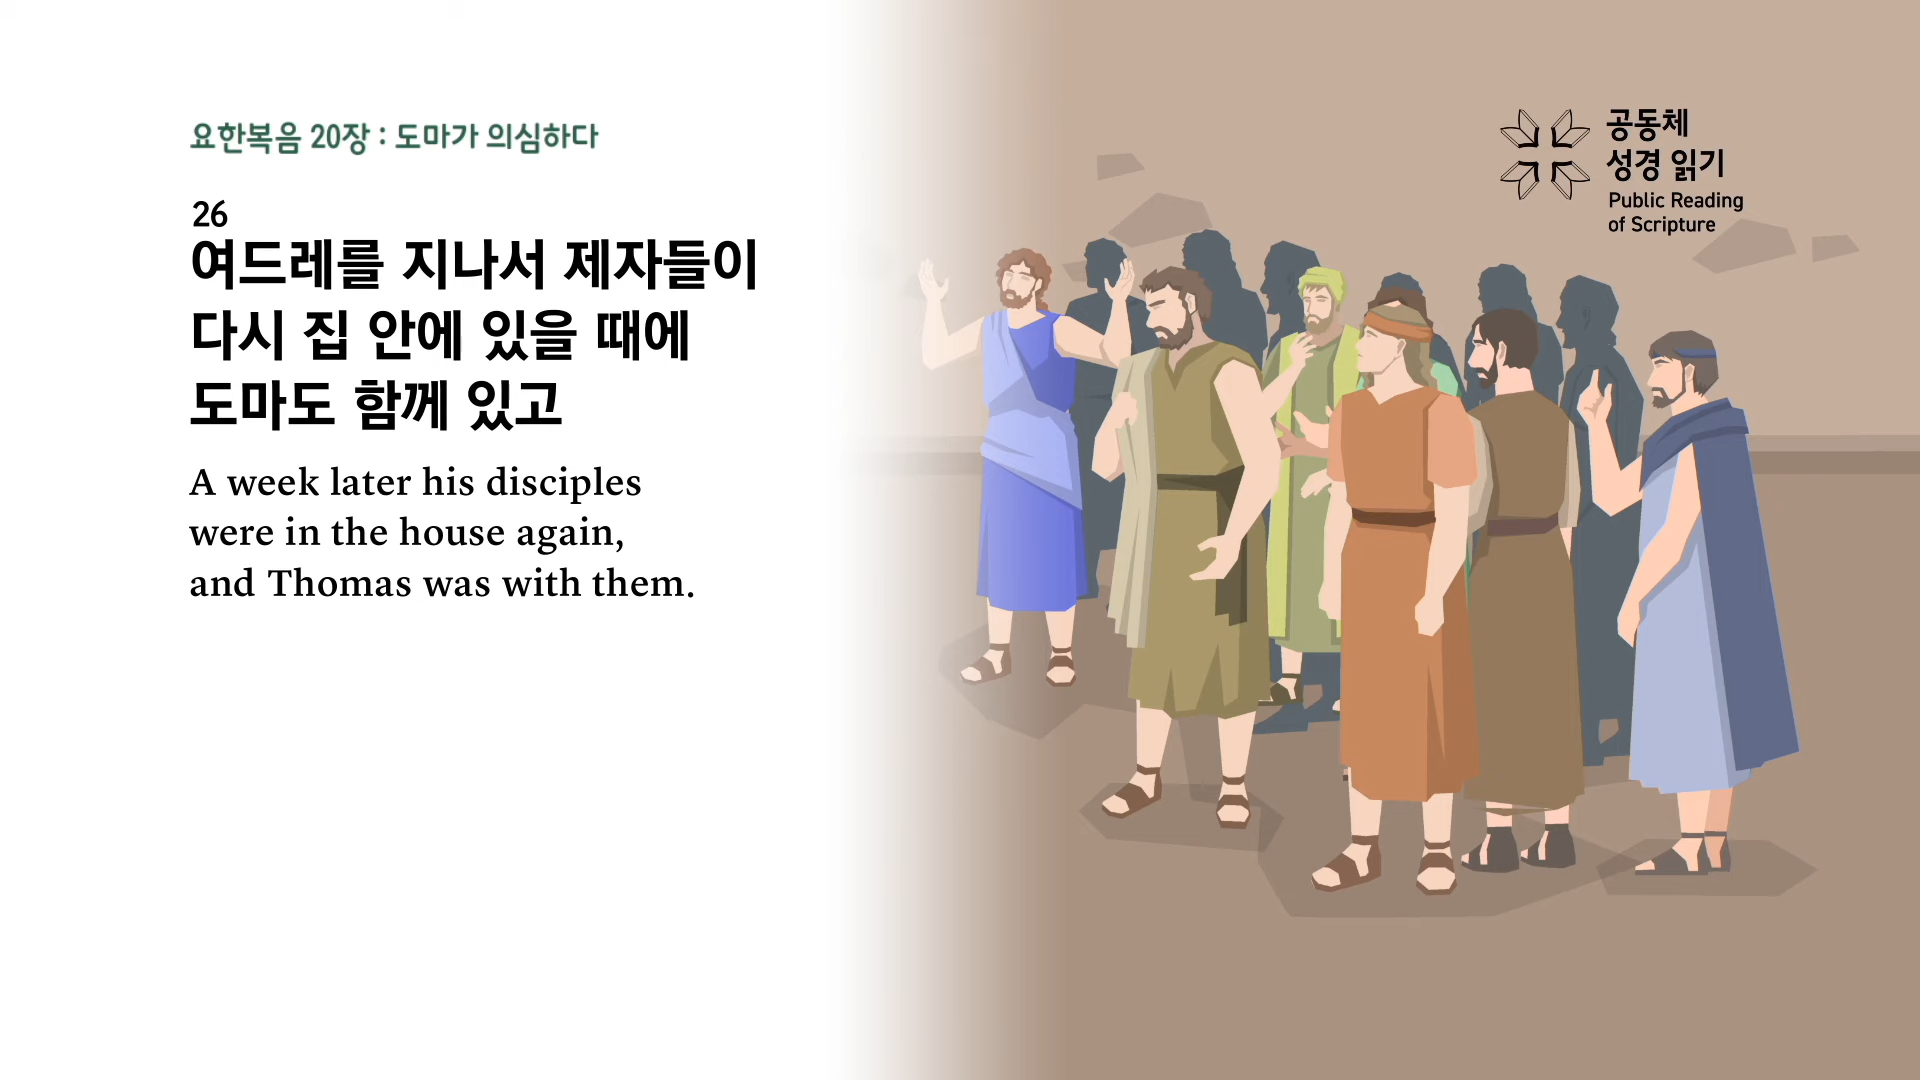 요한복음 20장 : 도마가 의심하다
26
여드레를 지나서 제자들이
다시 집 안에 있을 때에
도마도 함께 있고
A week later his disciples
were in the house again,
and Thomas was with them.
공동체
성경 읽기
Public Reading
of Scripture